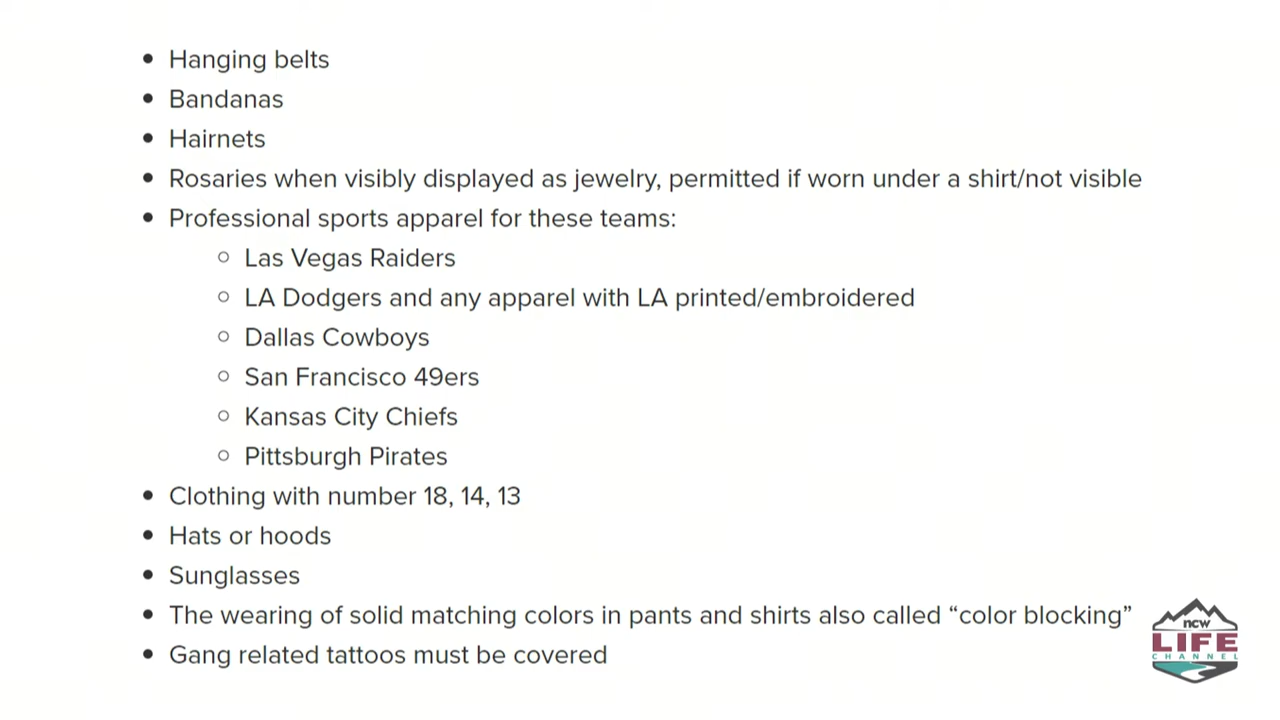 Hanging belts
Bandanas
Hairnets
Rosaries when visibly displayed as jewelry, permitted if worn under a shirt/not visible
Professional sports apparel for these teams:
Las Vegas Raiders
LA Dodgers and any apparel with LA printed/embroidered
Dallas Cowboys
San Francisco 49ers
Kansas City Chiefs
Pittsburgh Pirates
Clothing with number 18, 14, 13
Hats or hoods
Sunglasses
The wearing of solid matching colors in pants and shirts also called “color blocking”
Gang related tattoos must be covered
ncw
LIFE
CHANNEL